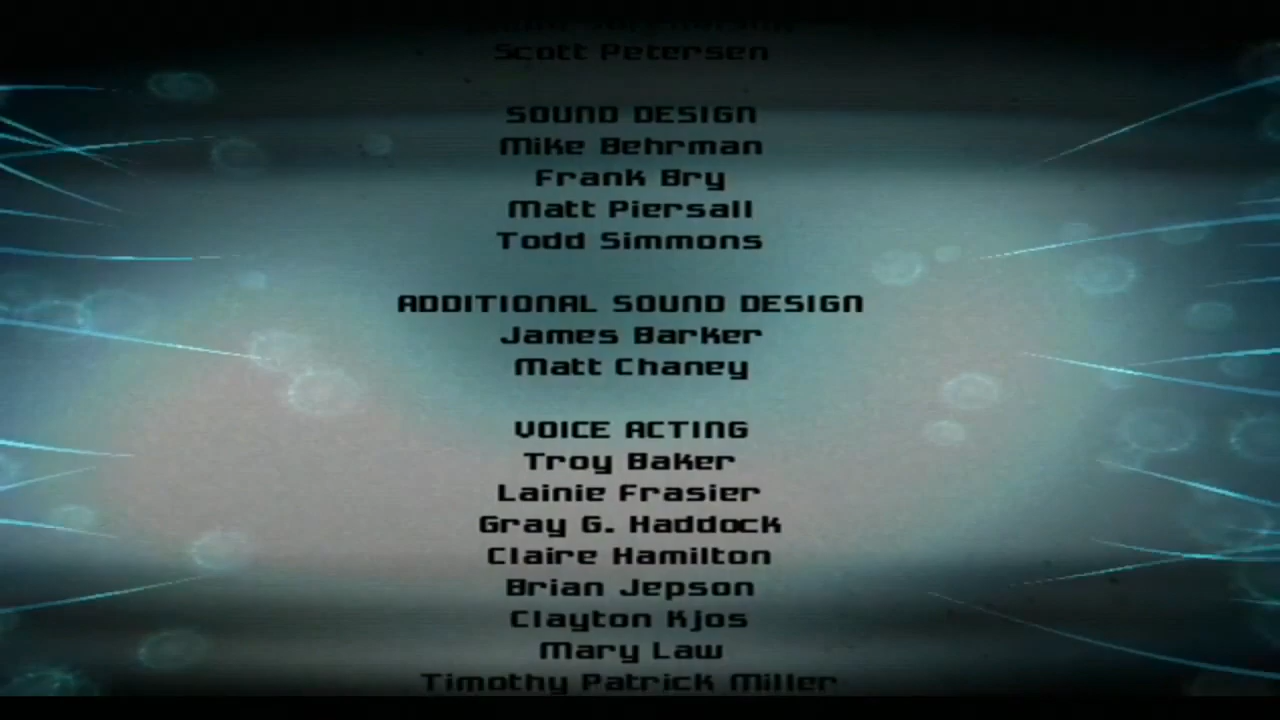 Scott Petersen
SOUND DESIGN
Mike Behrman
Frank Bry
Matt Piersall
Todd Simmons
ADDITIONAL SOUND DESIGN
James Barker
Matt Chaney
VOICE ACTING
Troy Baker
Lainie Frasier
Gray G. Haddock
Claire Hamilton
Brian Jepson
Clayton Kjos
Mary Law
Timothy Patrick Miller